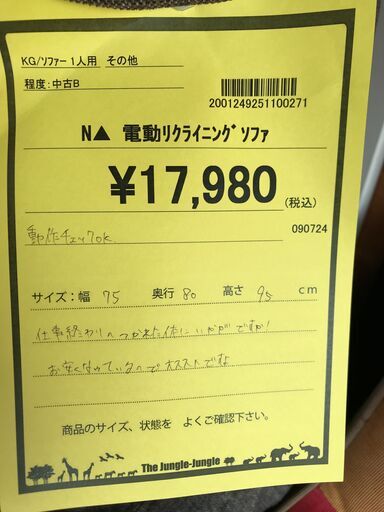 KG/ソファー１人用 その他
程度:中古B
2001249251100271
N▲ 電動リクライニングソファ
¥17,980(税込)
090724
動作チェックok
サイズ:幅 75 奥行 80 高さ 95 cm
仕事終わりのつかれた体にいかがですか!
お安くなっているのでオススメですよ
商品のサイズ、状態を よくご確認下さい。
The Jungle-Jungle